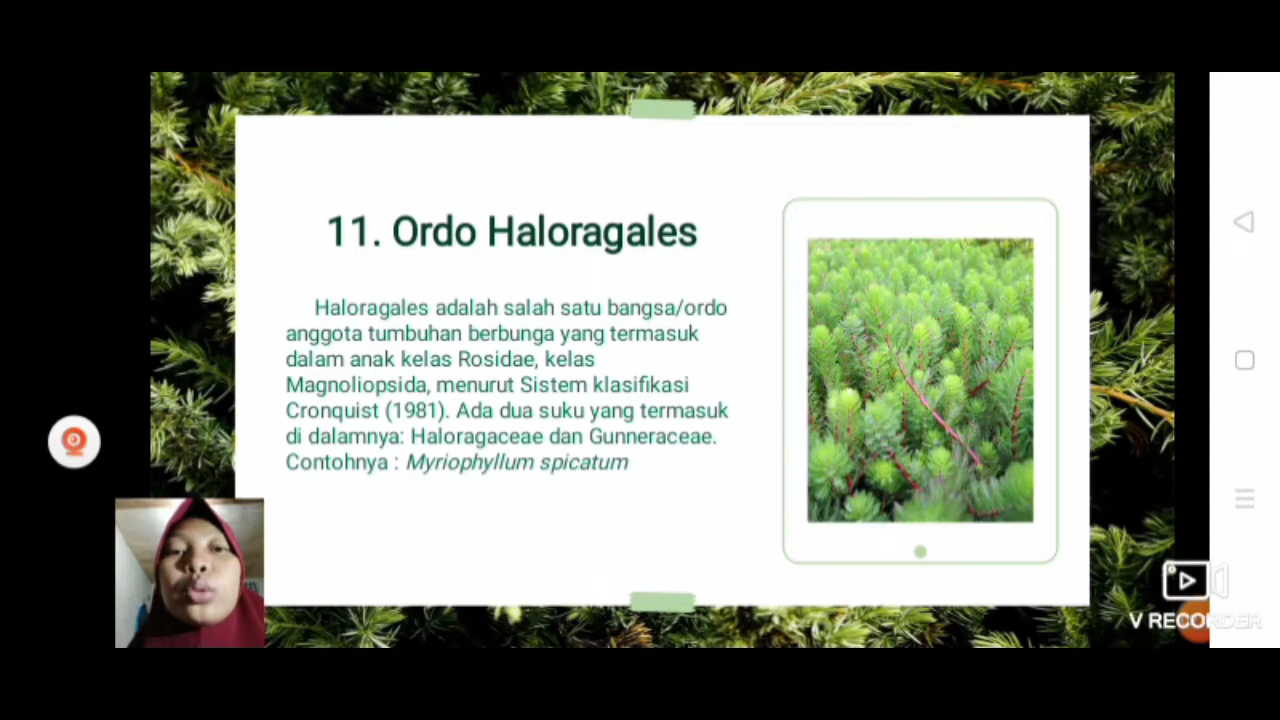 11. Ordo Haloragales
Haloragales adalah salah satu bangsa/ordo
anggota tumbuhan berbunga yang termasuk
dalam anak kelas Rosidae, kelas
Magnoliopsida, menurut Sistem klasifikasi
Cronquist (1981). Ada dua suku yang termasuk
di dalamnya: Haloragaceae dan Gunneraceae.
Contohnya : Myriophyllum spicatum
V RECORDER